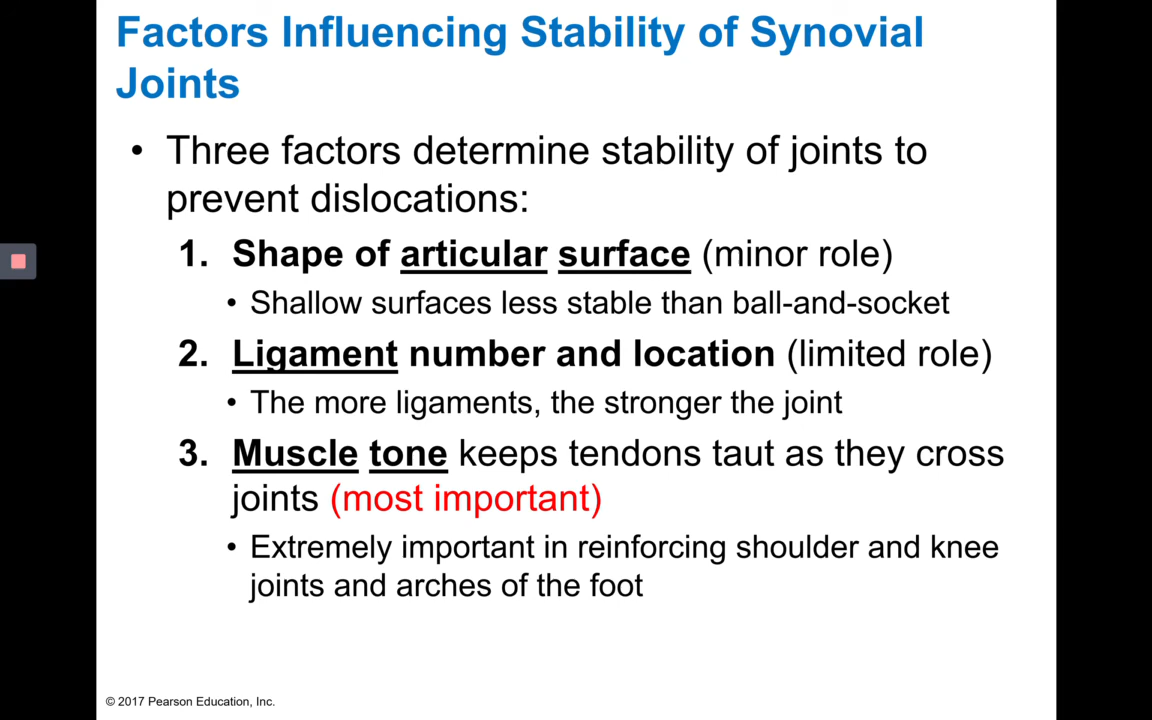 Factors Influencing Stability of Synovial
Joints
• Three factors determine stability of joints to
prevent dislocations:
1. Shape of articular surface (minor role)
• Shallow surfaces less stable than ball-and-socket
2. Ligament number and location (limited role)
• The more ligaments, the stronger the joint
3. Muscle tone keeps tendons taut as they cross
joints (most important)
• Extremely important in reinforcing shoulder and knee
joints and arches of the foot
© 2017 Pearson Education, Inc.